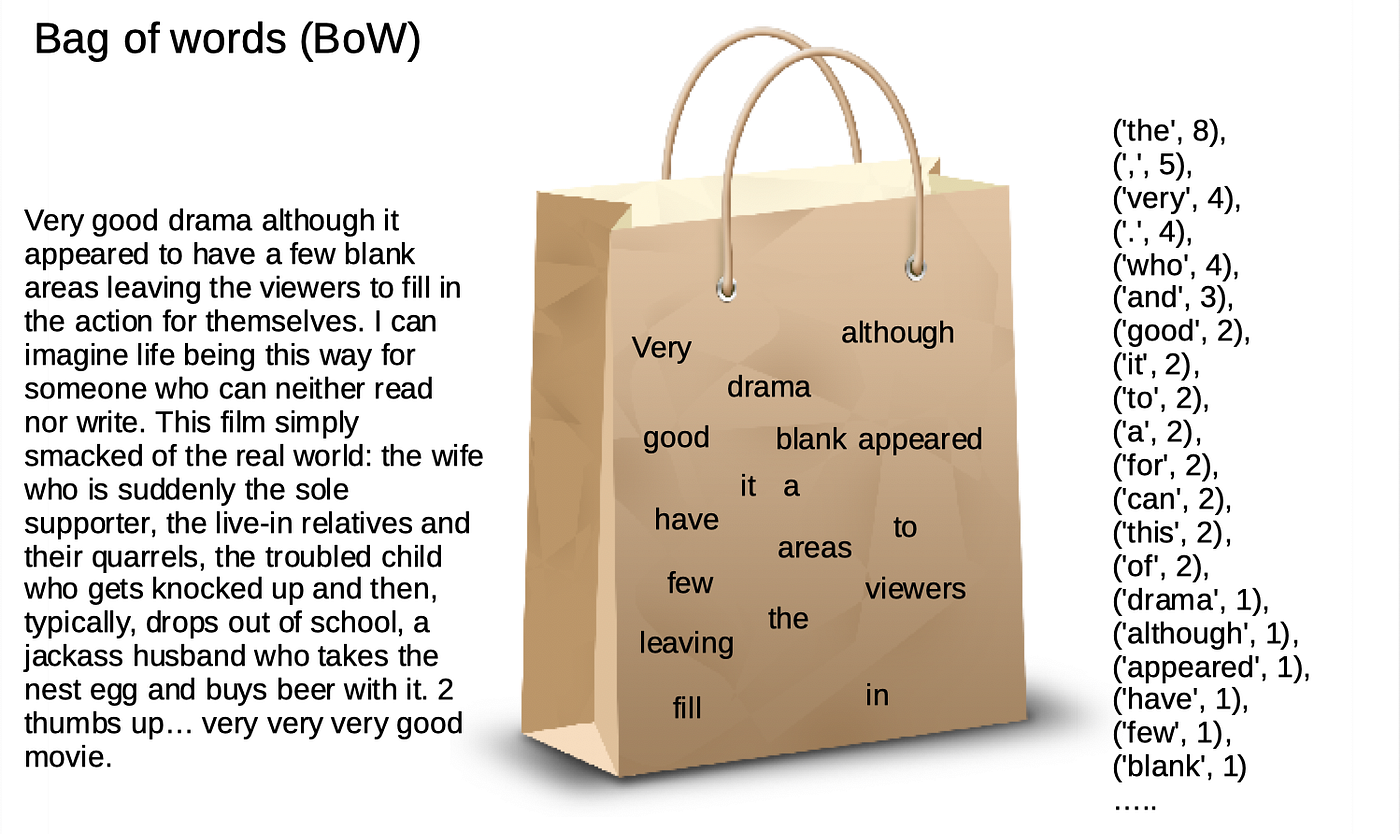 Bag of words (BoW)
Very good drama although it
appeared to have a few blank
areas leaving the viewers to fill in
the action for themselves. I can
imagine life being this way for
someone who can neither read
nor write. This film simply
smacked of the real world: the wife
who is suddenly the sole
supporter, the live-in relatives and
their quarrels, the troubled child
who gets knocked up and then,
typically, drops out of school, a
jackass husband who takes the
nest egg and buys beer with it. 2
thumbs up… very very very good
movie.
Very
although
drama
good
blank appeared
it a
have
to
areas
few
viewers
the
leaving
in
fill
('the', 8),
(',', 5),
('very', 4),
('.', 4),
('who', 4),
('and', 3),
('good', 2),
('it', 2),
('to', 2),
('a', 2),
('for', 2),
('can', 2),
('this', 2),
('of', 2),
('drama', 1),
('although', 1),
('appeared', 1),
('have', 1),
('few', 1),
('blank', 1)
…..